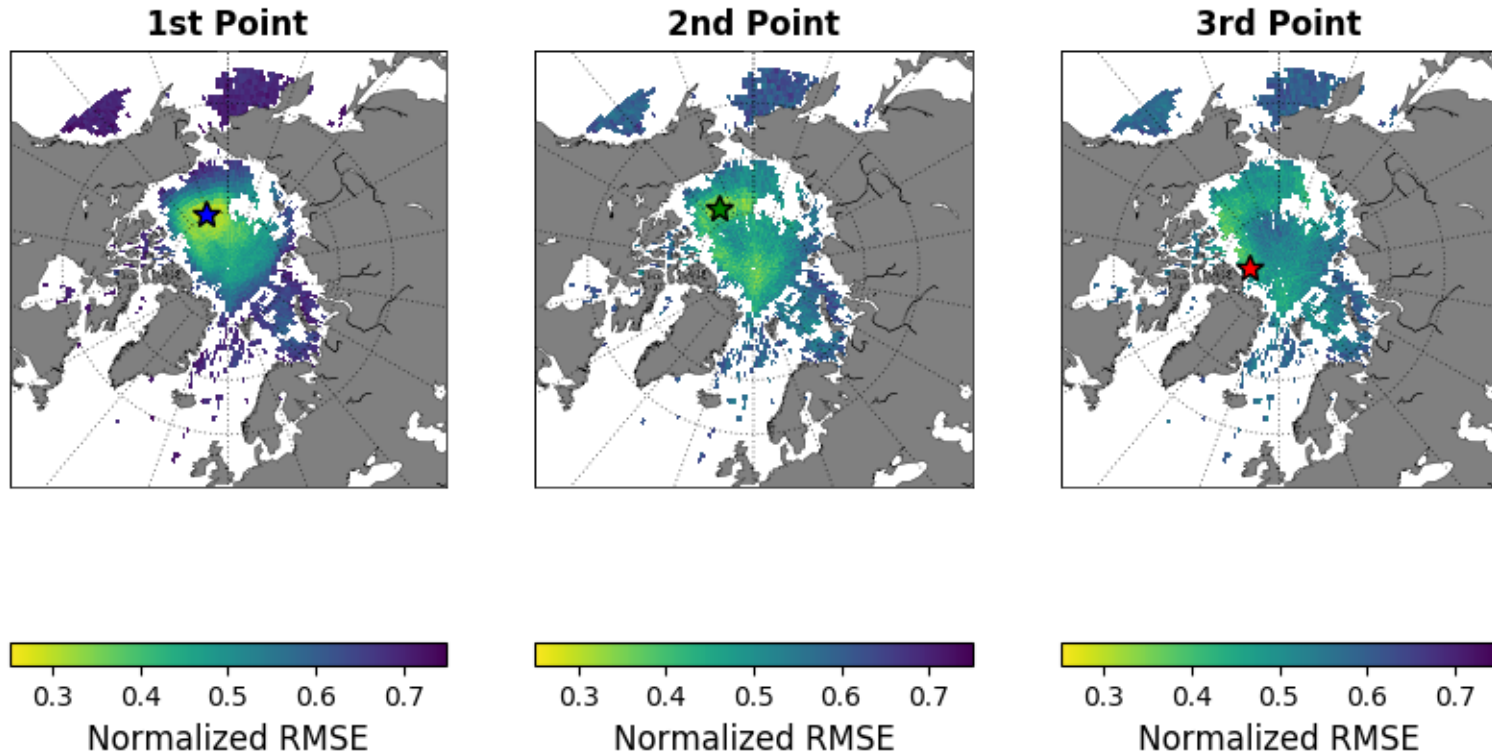 1st Point 2nd Point 3rd Point
0.3 0.4 0.5 0.6 0.7 0.3 0.4 0.5 0.6 0.7 0.3 0.4 0.5 0.6 0.7
Normalized RMSE Normalized RMSE Normalized RMSE